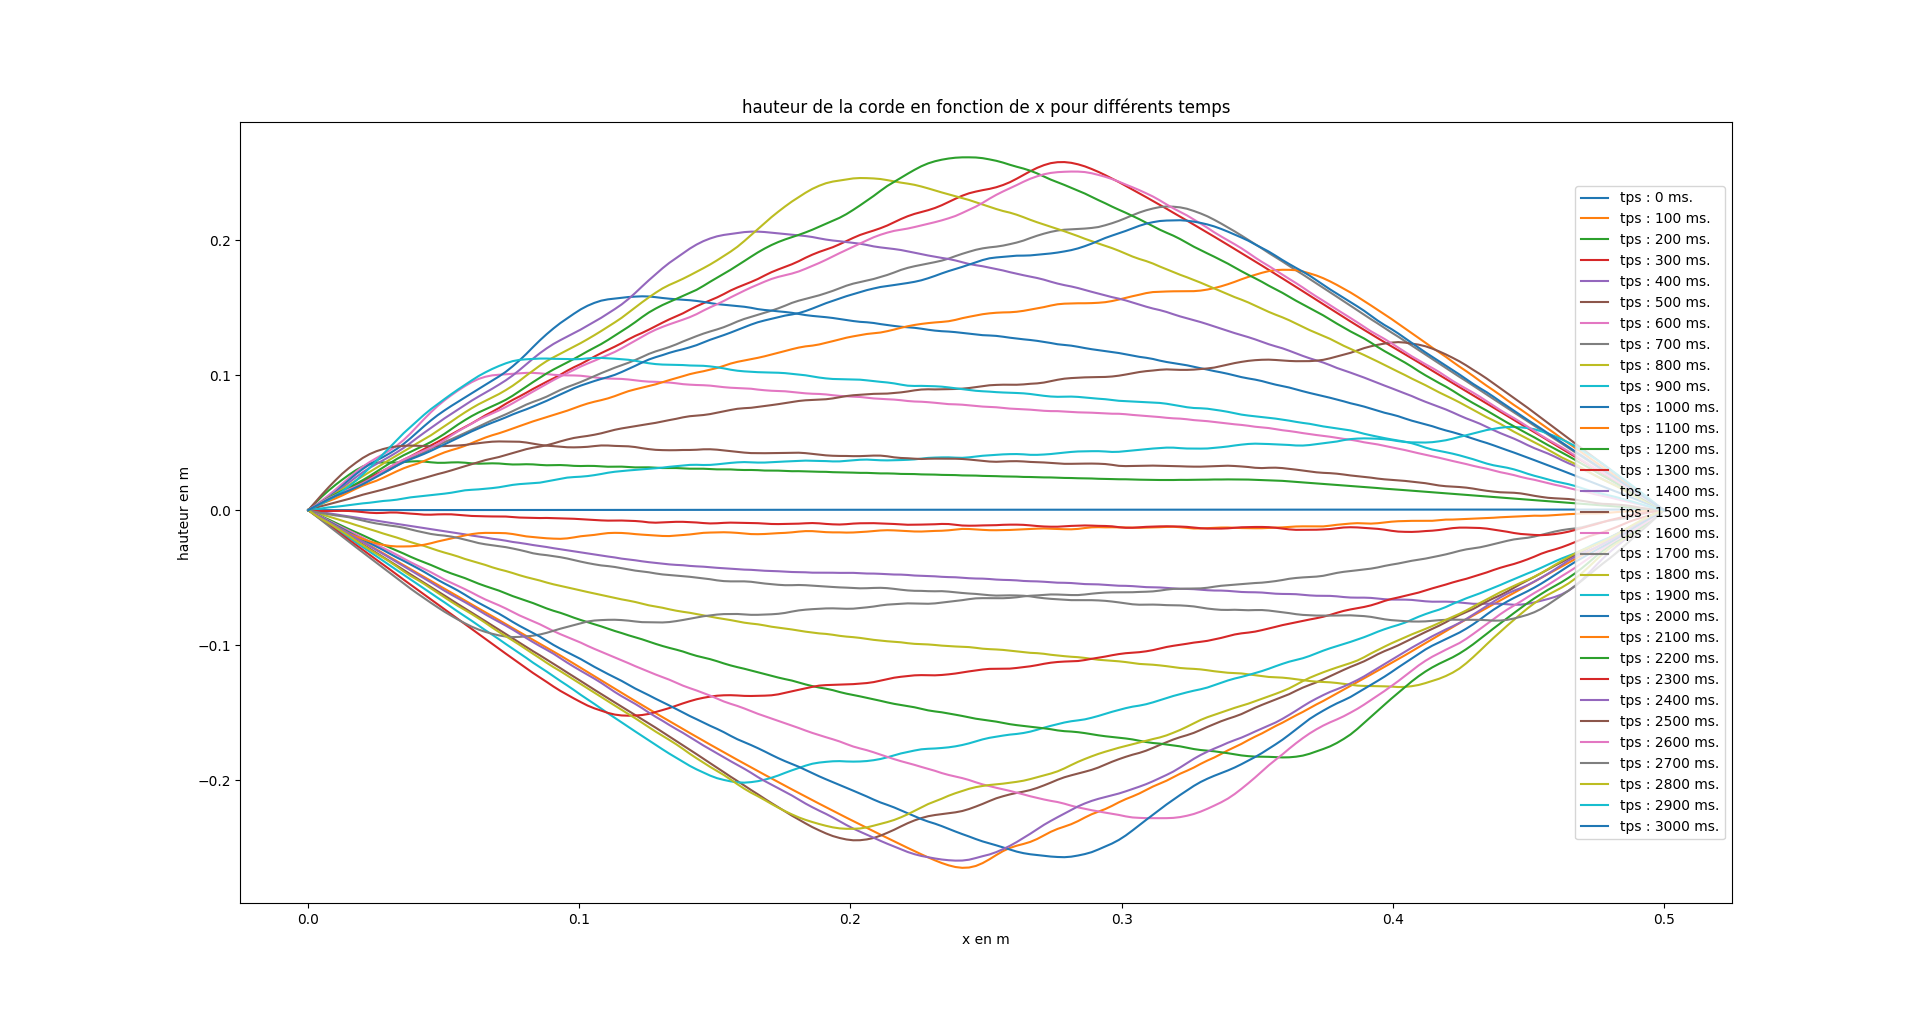 hauteur de la corde en fonction de x pour différents temps
hauteur en m
0.2
0.1
0.0
−0.1
−0.2
0.0 0.1 0.2 0.3 0.4 0.5
x en m
tps : 0 ms.
tps : 100 ms.
tps : 200 ms.
tps : 300 ms.
tps : 400 ms.
tps : 500 ms.
tps : 600 ms.
tps : 700 ms.
tps : 800 ms.
tps : 900 ms.
tps : 1000 ms.
tps : 1100 ms.
tps : 1200 ms.
tps : 1300 ms.
tps : 1400 ms.
tps : 1500 ms.
tps : 1600 ms.
tps : 1700 ms.
tps : 1800 ms.
tps : 1900 ms.
tps : 2000 ms.
tps : 2100 ms.
tps : 2200 ms.
tps : 2300 ms.
tps : 2400 ms.
tps : 2500 ms.
tps : 2600 ms.
tps : 2700 ms.
tps : 2800 ms.
tps : 2900 ms.
tps : 3000 ms.